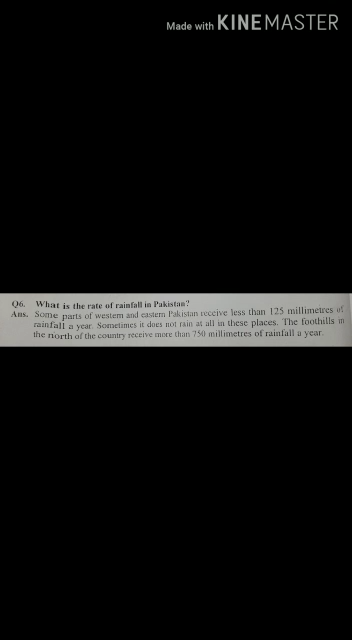 Made with KINEMASTER
Q6. What is the rate of rainfall in Pakistan?
Ans. Some parts of western and eastern Pakistan receive less than 125 millimetres of
rainfall a year. Sometimes it does not rain at all in these places. The foothills in
the north of the country receive more than 750 millimetres of rainfall a year.